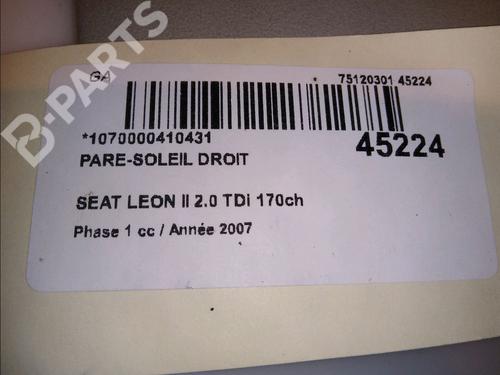 B-PARTS
GA
75120301 45224
*1070000410431
45224
PARE-SOLEIL DROIT
SEAT LEON II 2.0 TDi 170ch
Phase 1 cc / Année 2007